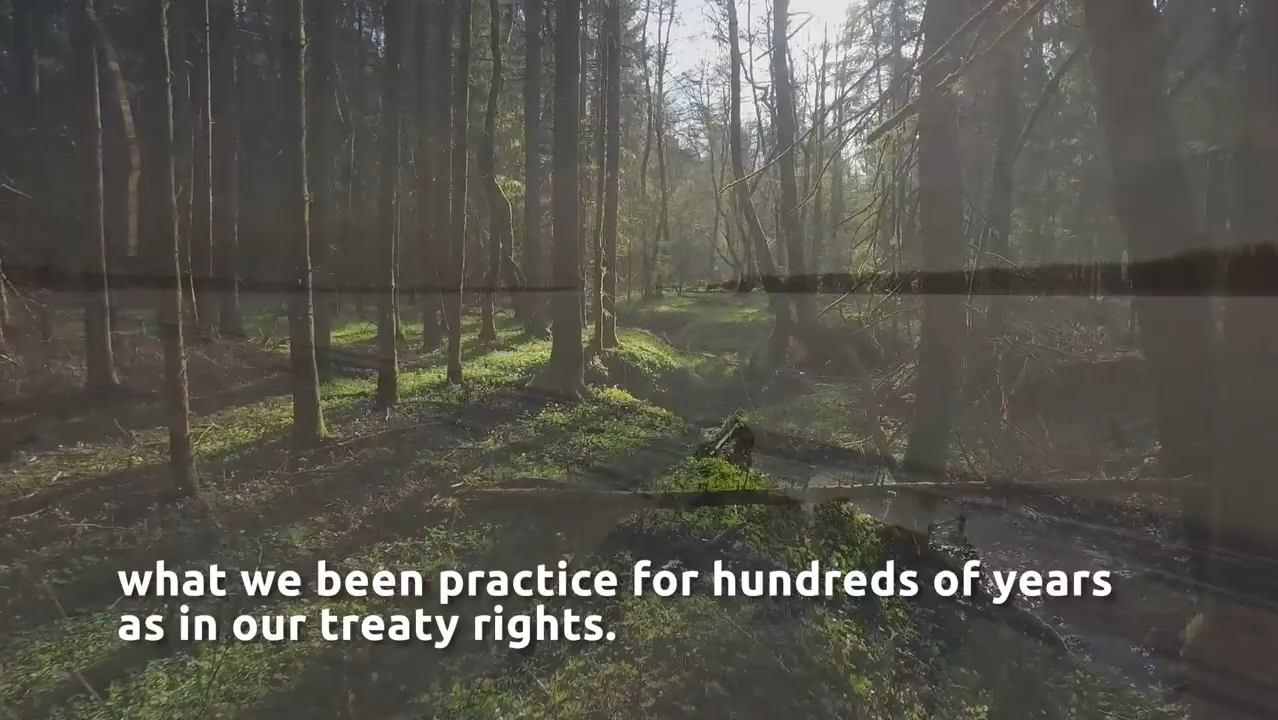 what we been practice for hundreds of years
as in our treaty rights.